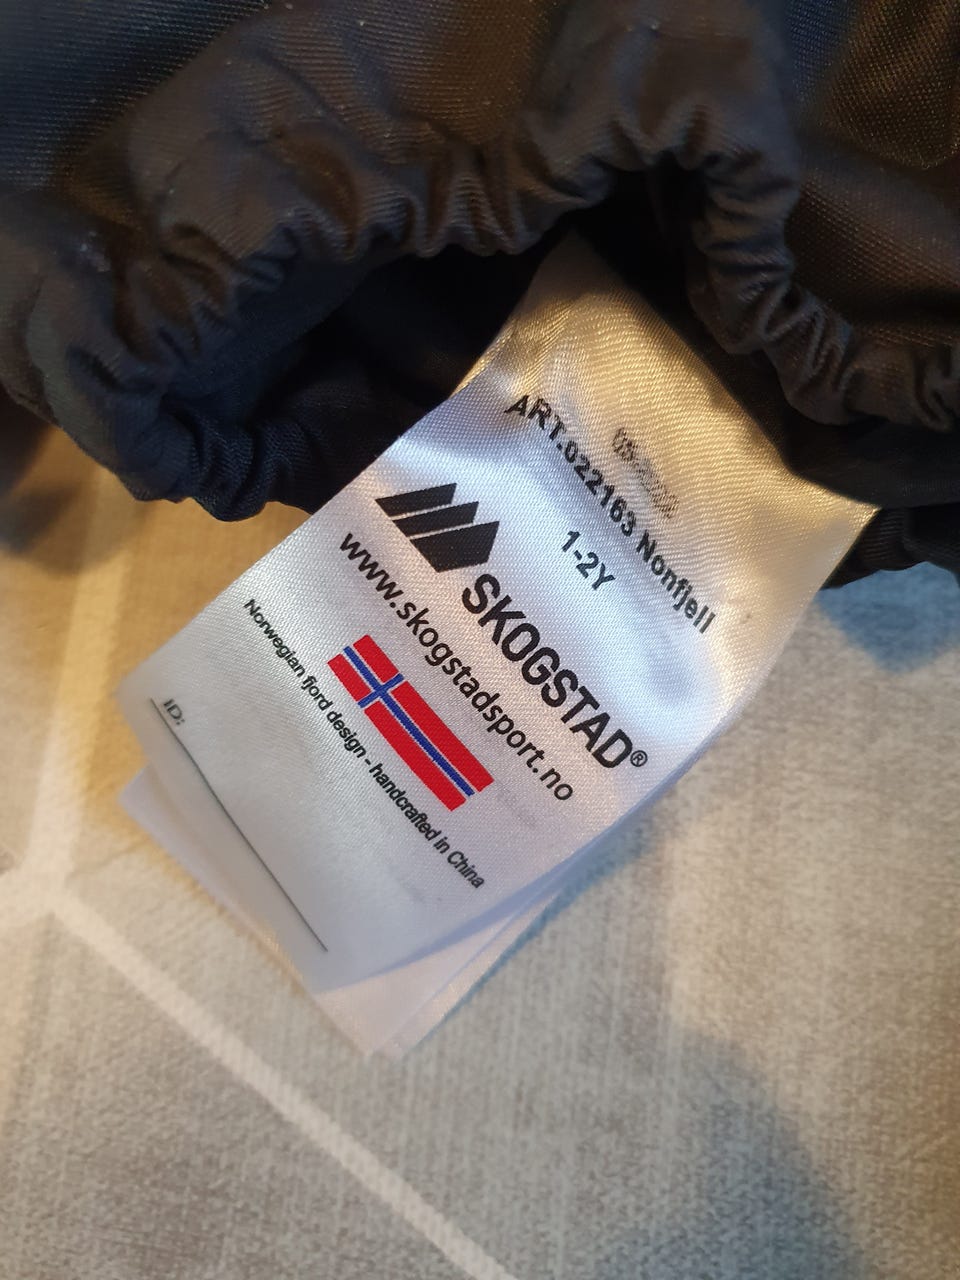 ART.022163 Nonfjell
1-2Y
SKOGSTAD®
www.skogstadsport.no
Norwegian fjord design - handcrafted in China
ID: